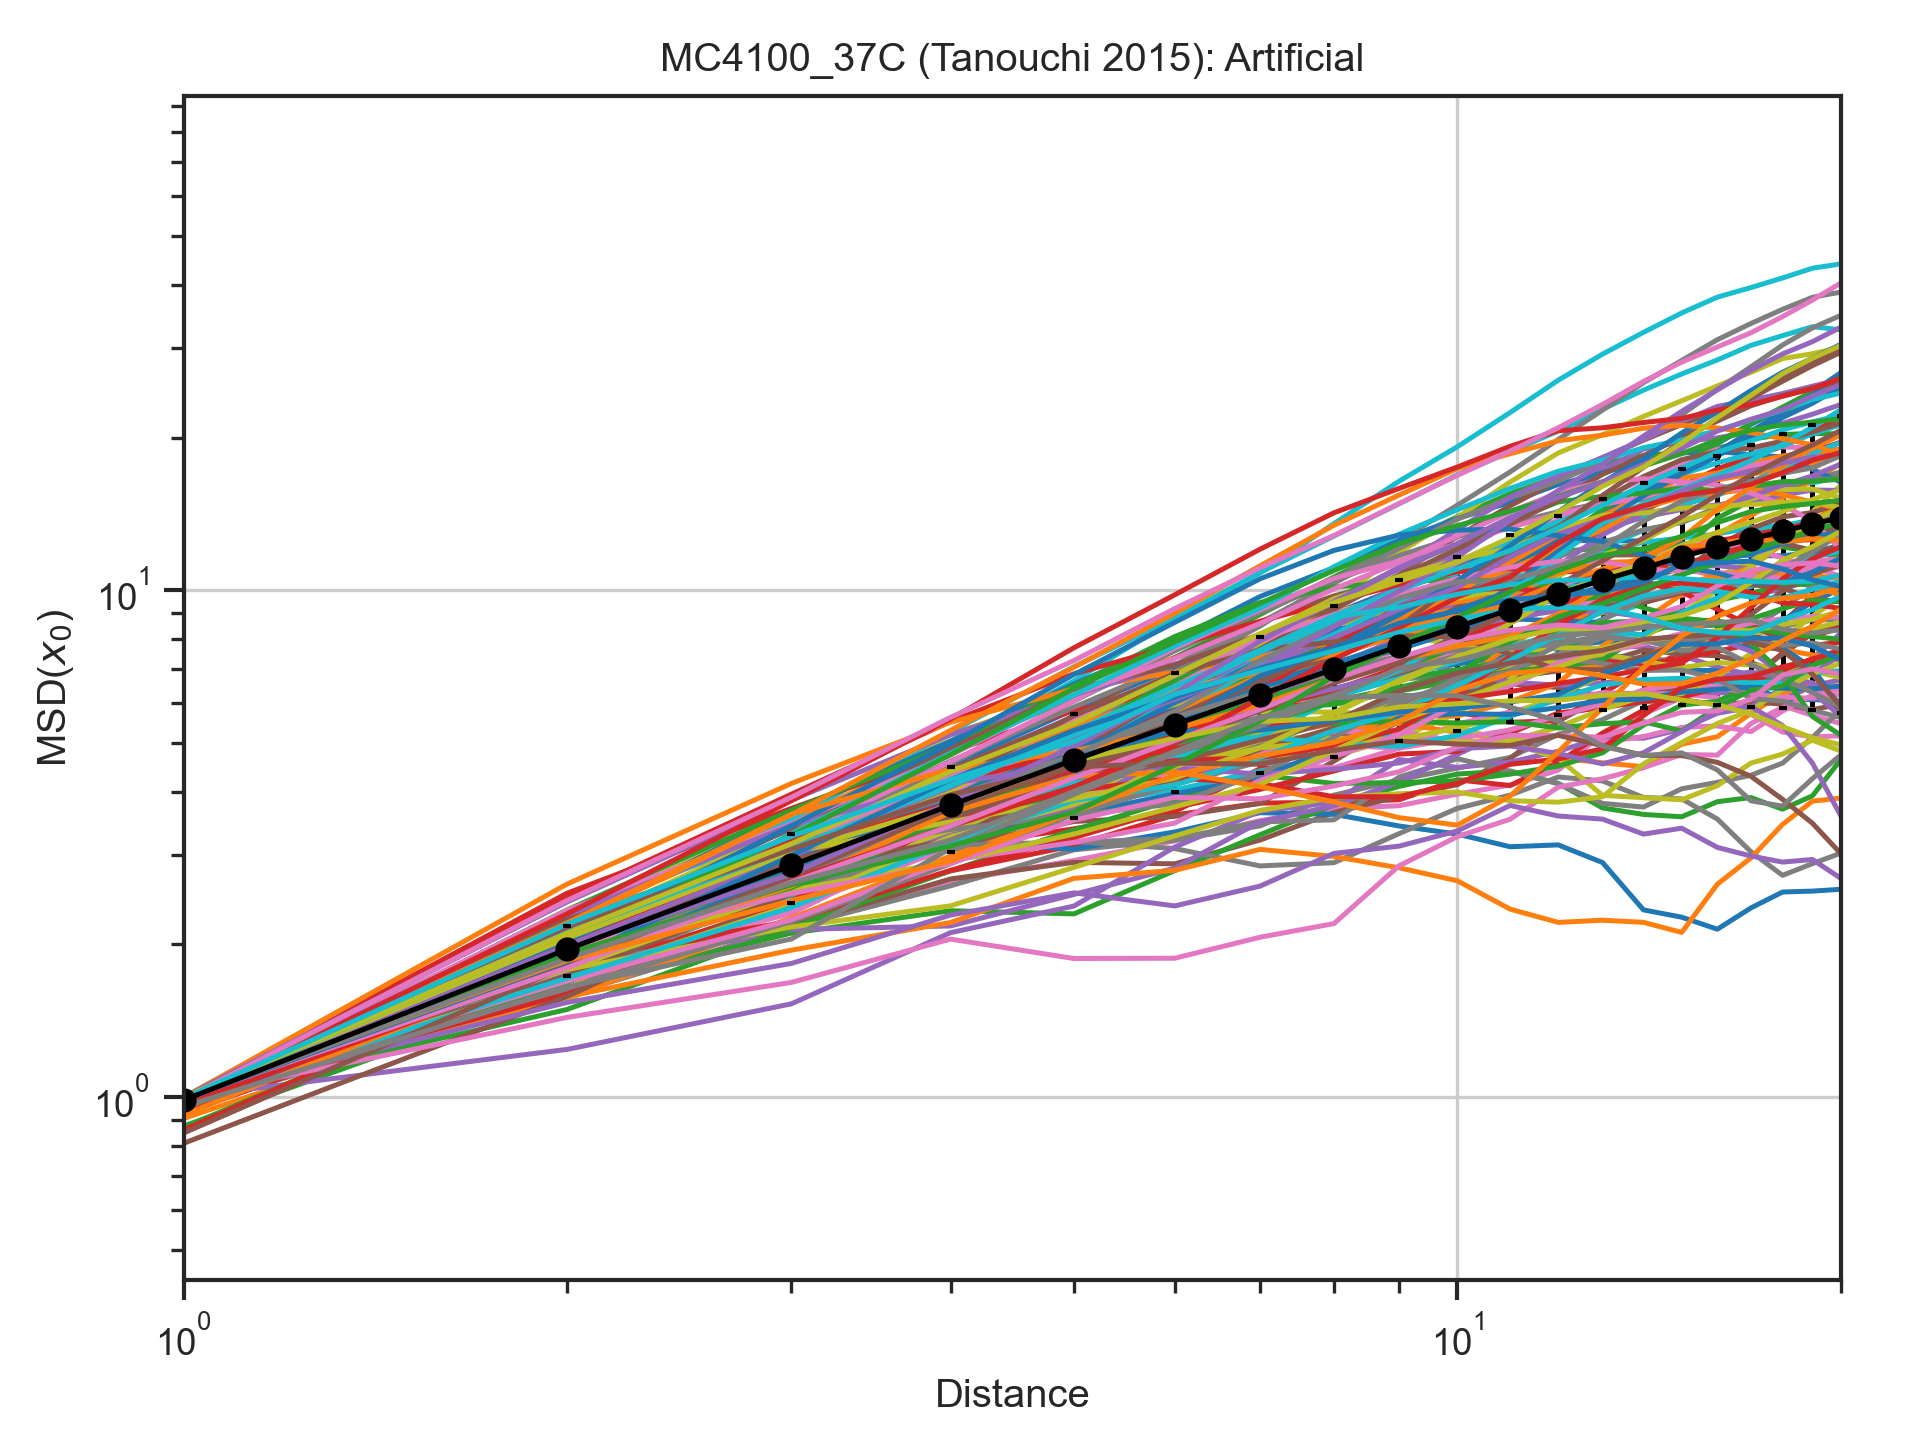 MC4100_37C (Tanouchi 2015): Artificial
MSD(x₀)
10¹
10⁰
10⁰
10¹
Distance